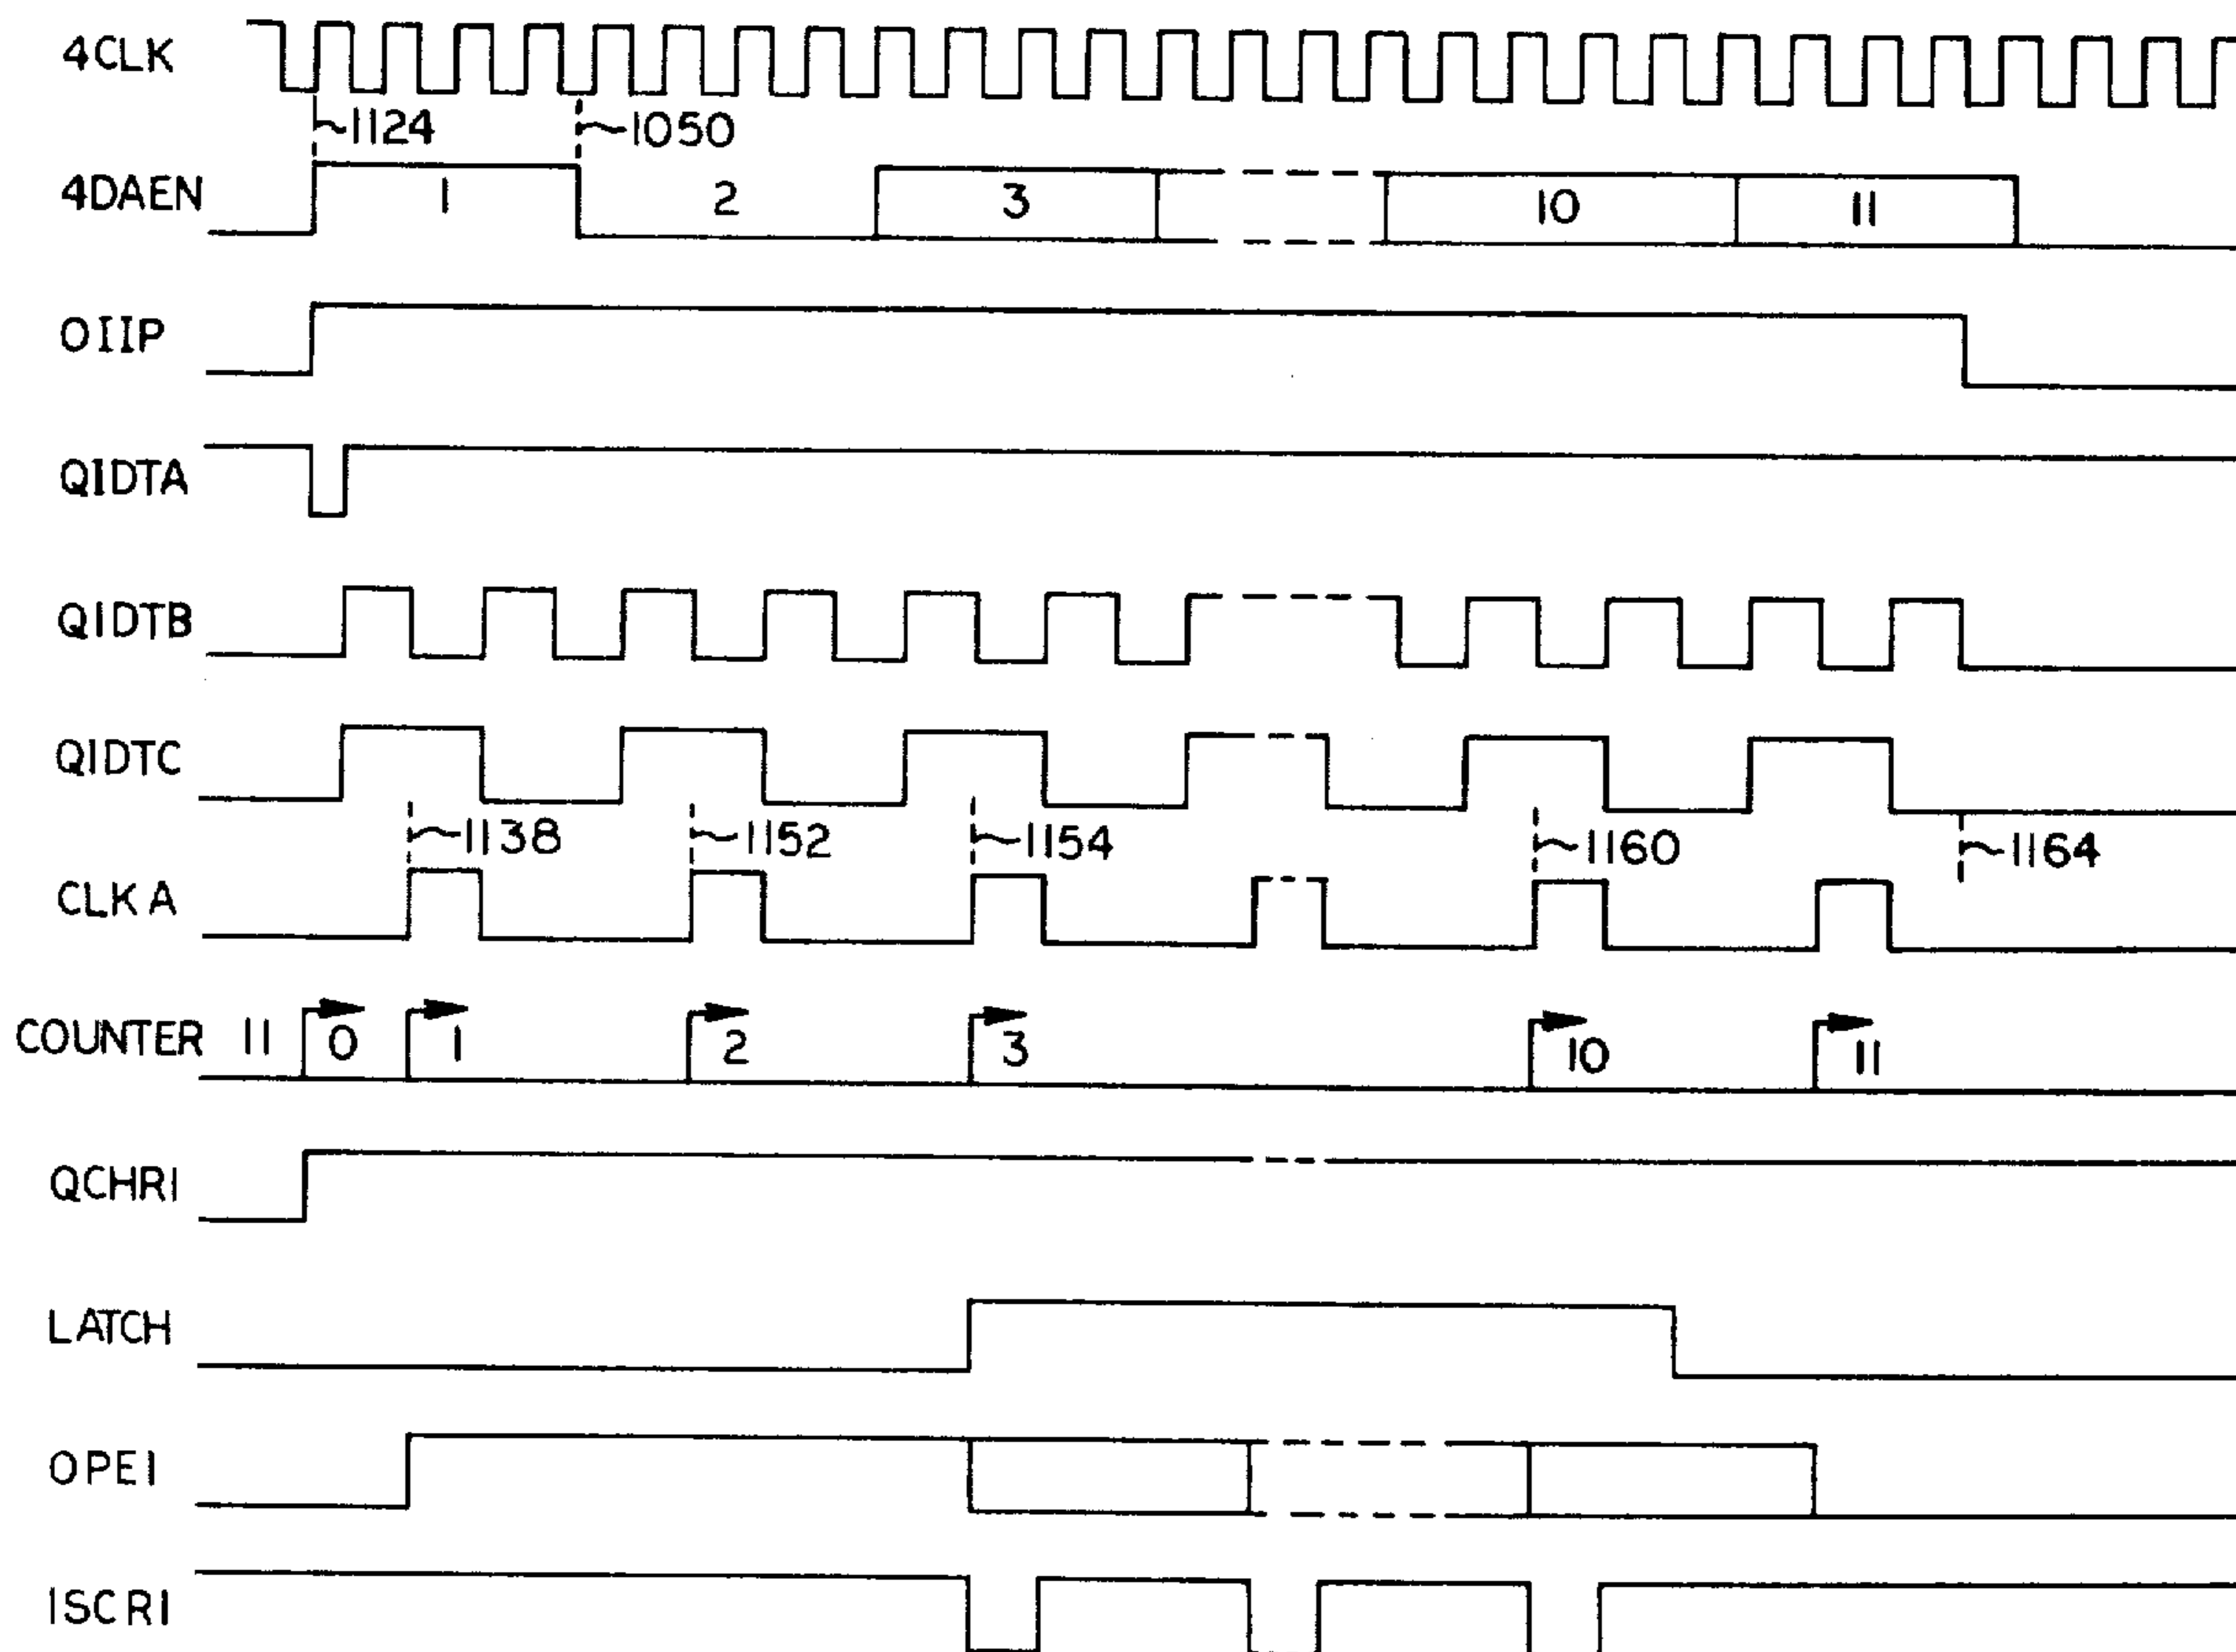 4CLK
1124 1050
4DAEN 1 2 3 10 11
OIIP
QIDTA
QIDTB
QIDTC
1138 1152 1154 1160 1164
CLK A
COUNTER 11 0 1 2 3 10 11
QCHRI
LATCH
OPEI
ISCRI